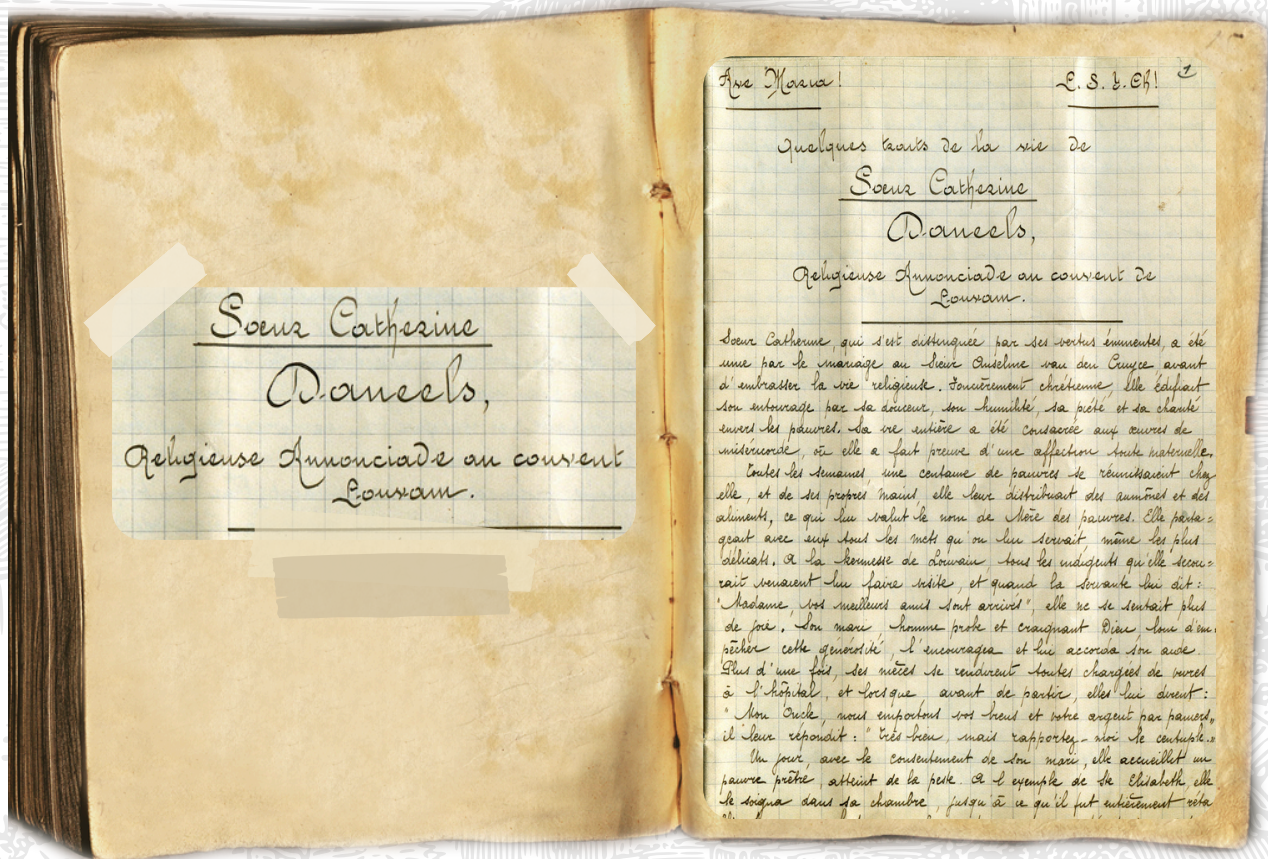 Sœur Catherine
Daneels,
Religieuse Annonciade au couvent
Louvain.
Ave Maria!
L. S. J. Ch!
1
Quelques traits de la vie de
Sœur Catherine
Daneels,
Religieuse Annonciade au couvent de
Louvain.
Sœur Catherine, qui s'est distinguée par ses vertus éminentes, a été
unie par le mariage au Sieur Anselme van den Cruyce avant
d'embrasser la vie religieuse. Foncièrement chrétienne, elle édifiait
son entourage par sa douceur, son humilité, sa piété et sa charité
envers les pauvres. Sa vie entière a été consacrée aux œuvres de
miséricorde, où elle a fait preuve d'une affection toute maternelle.
Toutes les semaines une centaine de pauvres se réunissaient chez
elle, et de ses propres mains, elle leur distribuait des aumônes et des
aliments, ce qui lui valut le nom de Mère des pauvres. Elle parta=
geait avec eux tous les mets qu'on lui servait même les plus
délicats. A la kermesse de Louvain, tous les indigents qu'elle secou=
rait venaient lui faire visite, et quand la servante lui dit:
"Madame, vos meilleurs amis sont arrivés", elle ne se sentait plus
de joie. Son mari, homme probe et craignant Dieu loin d'em=
pêcher cette générosité, l'encouragea et lui accorda son aide.
Plus d'une fois, ses nièces se rendirent toutes chargées de vivres
à l'hôpital, et lorsque avant de partir, elles lui dirent:
"Mon Oncle, nous emportons vos biens et votre argent par paniers",
il leur répondit: "très bien, mais rapportez-moi le centuple."
Un jour, avec le consentement de son mari, elle accueillit un
pauvre prêtre, atteint de la peste. A l'exemple de Ste Elisabeth, elle
le soigna dans sa chambre, jusqu'à ce qu'il fut entièrement réta